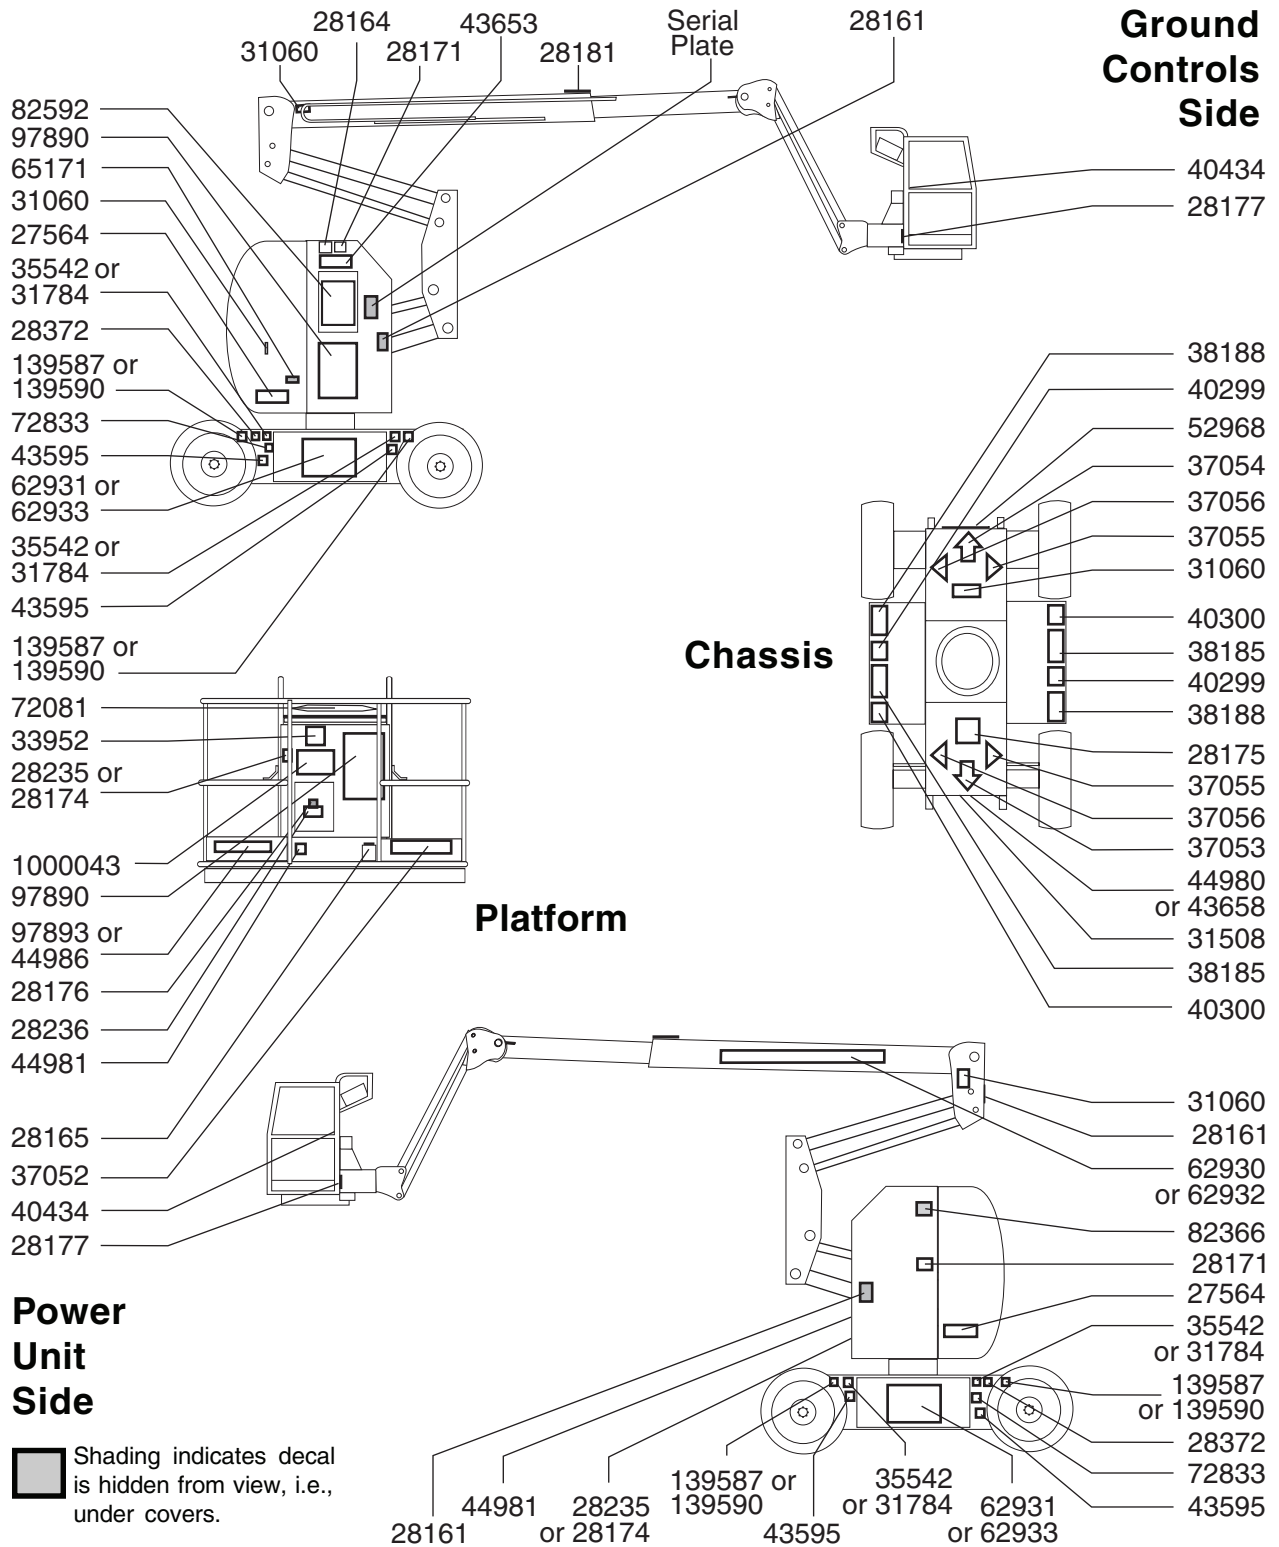 28164
43653
Serial
Plate
28161
31060
28171
28181
Ground
Controls
Side
82592
97890
65171
31060
27564
35542 or
31784
28372
139587 or
139590
72833
43595
62931 or
62933
35542 or
31784
43595
139587 or
139590
40434
28177
38188
40299
52968
37054
37056
37055
31060
40300
38185
40299
38188
28175
37055
37056
37053
44980
or 43658
31508
38185
40300
Chassis
72081
33952
28235 or
28174
1000043
97890
97893 or
44986
28176
28236
44981
28165
37052
40434
28177
Platform
31060
28161
62930
or 62932
82366
28171
27564
35542
or 31784
139587
or 139590
28372
72833
43595
Power
Unit
Side
Shading indicates decal
is hidden from view, i.e.,
under covers.
28161
44981
28235
or 28174
139587 or
139590
43595
35542
or 31784
62931
or 62933